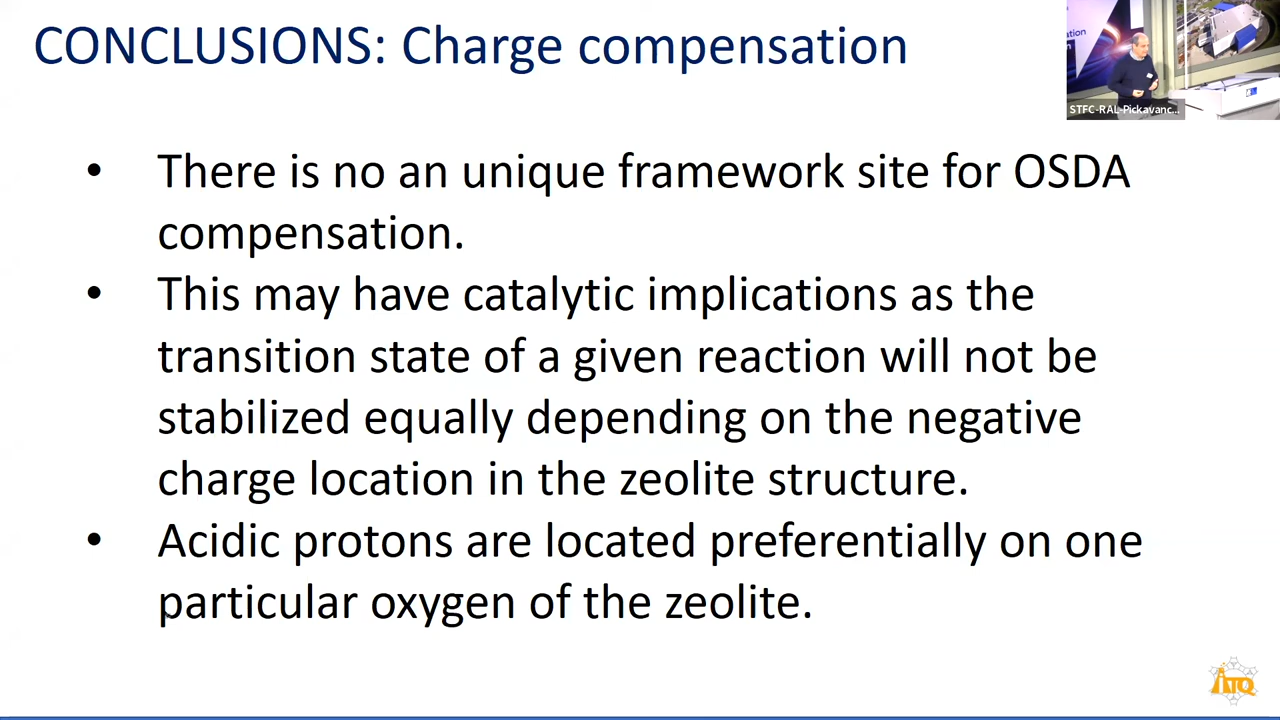 CONCLUSIONS: Charge compensation
ation
STFC-RAL-Pickavanc...
• There is no an unique framework site for OSDA
compensation.
• This may have catalytic implications as the
transition state of a given reaction will not be
stabilized equally depending on the negative
charge location in the zeolite structure.
• Acidic protons are located preferentially on one
particular oxygen of the zeolite.
iTQ